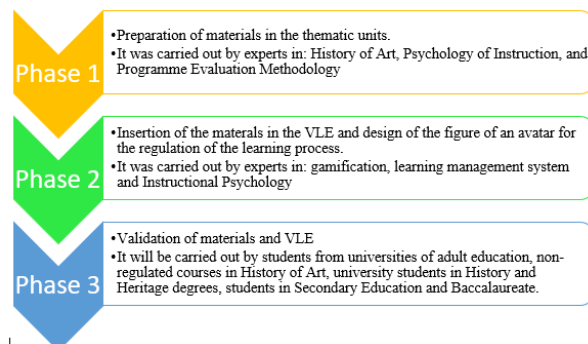 Phase 1
•Preparation of materials in the thematic units.
•It was carried out by experts in: History of Art, Psychology of Instruction, and
Programme Evaluation Methodology
Phase 2
•Insertion of the materals in the VLE and design of the figure of an avatar for
the regulation of the learning process.
•It was carried out by experts in: gamification, learning management system
and Instructional Psychology
Phase 3
•Validation of materials and VLE
•It will be carried out by students from universities of adult education, non-
regulated courses in History of Art, university students in History and
Heritage degrees, students in Secondary Education and Baccalaureate.